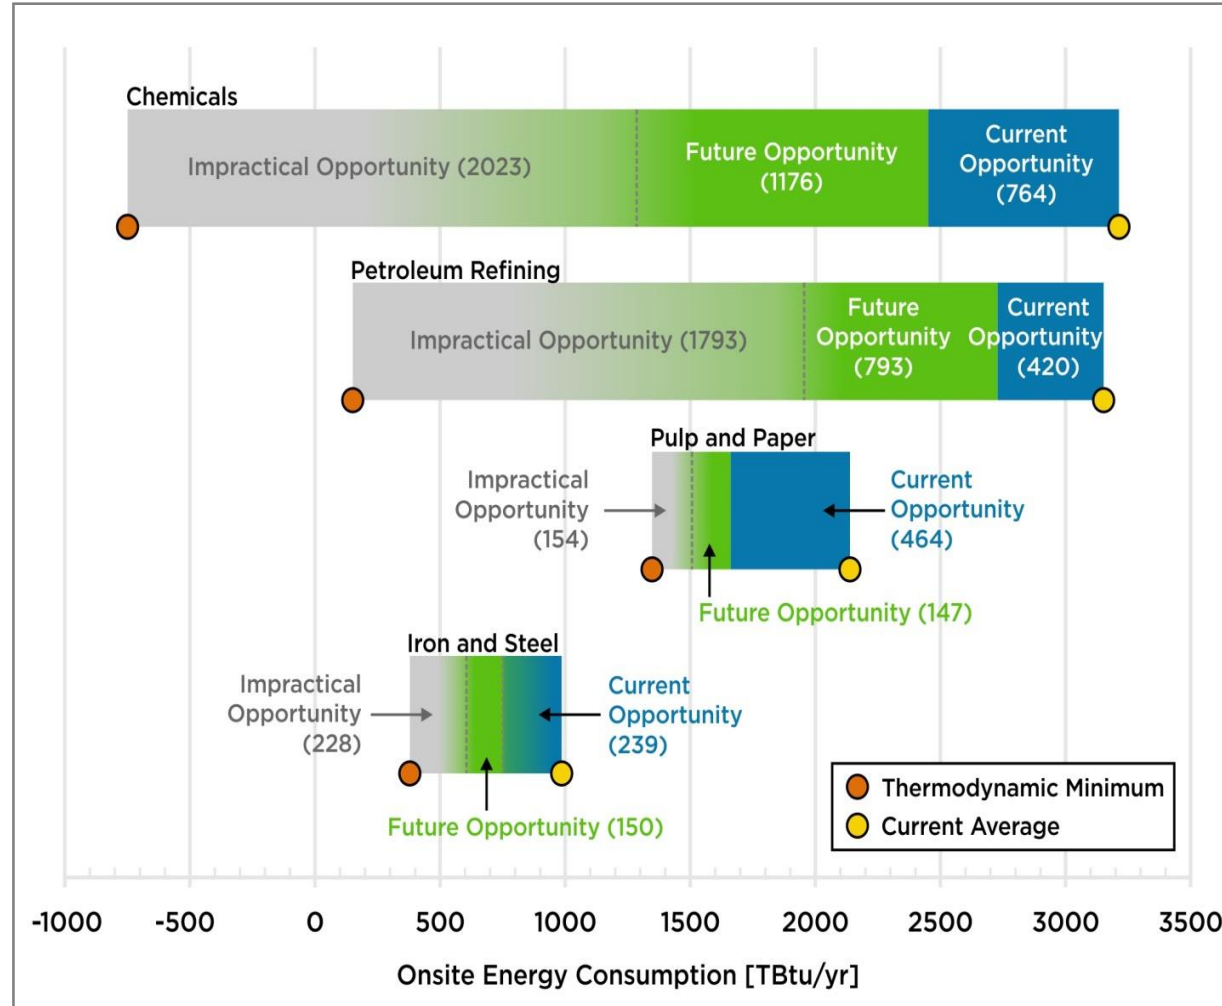 Chemicals
Impractical Opportunity (2023)
Future Opportunity
(1176)
Current
Opportunity
(764)
Petroleum Refining
Impractical Opportunity (1793)
Future
Opportunity
(793)
Current
Opportunity
(420)
Pulp and Paper
Impractical
Opportunity
(154)
Current
Opportunity
(464)
Future Opportunity (147)
Iron and Steel
Impractical
Opportunity
(228)
Current
Opportunity
(239)
Future Opportunity (150)
Thermodynamic Minimum
Current Average
-1000 -500 0 500 1000 1500 2000 2500 3000 3500
Onsite Energy Consumption [TBtu/yr]